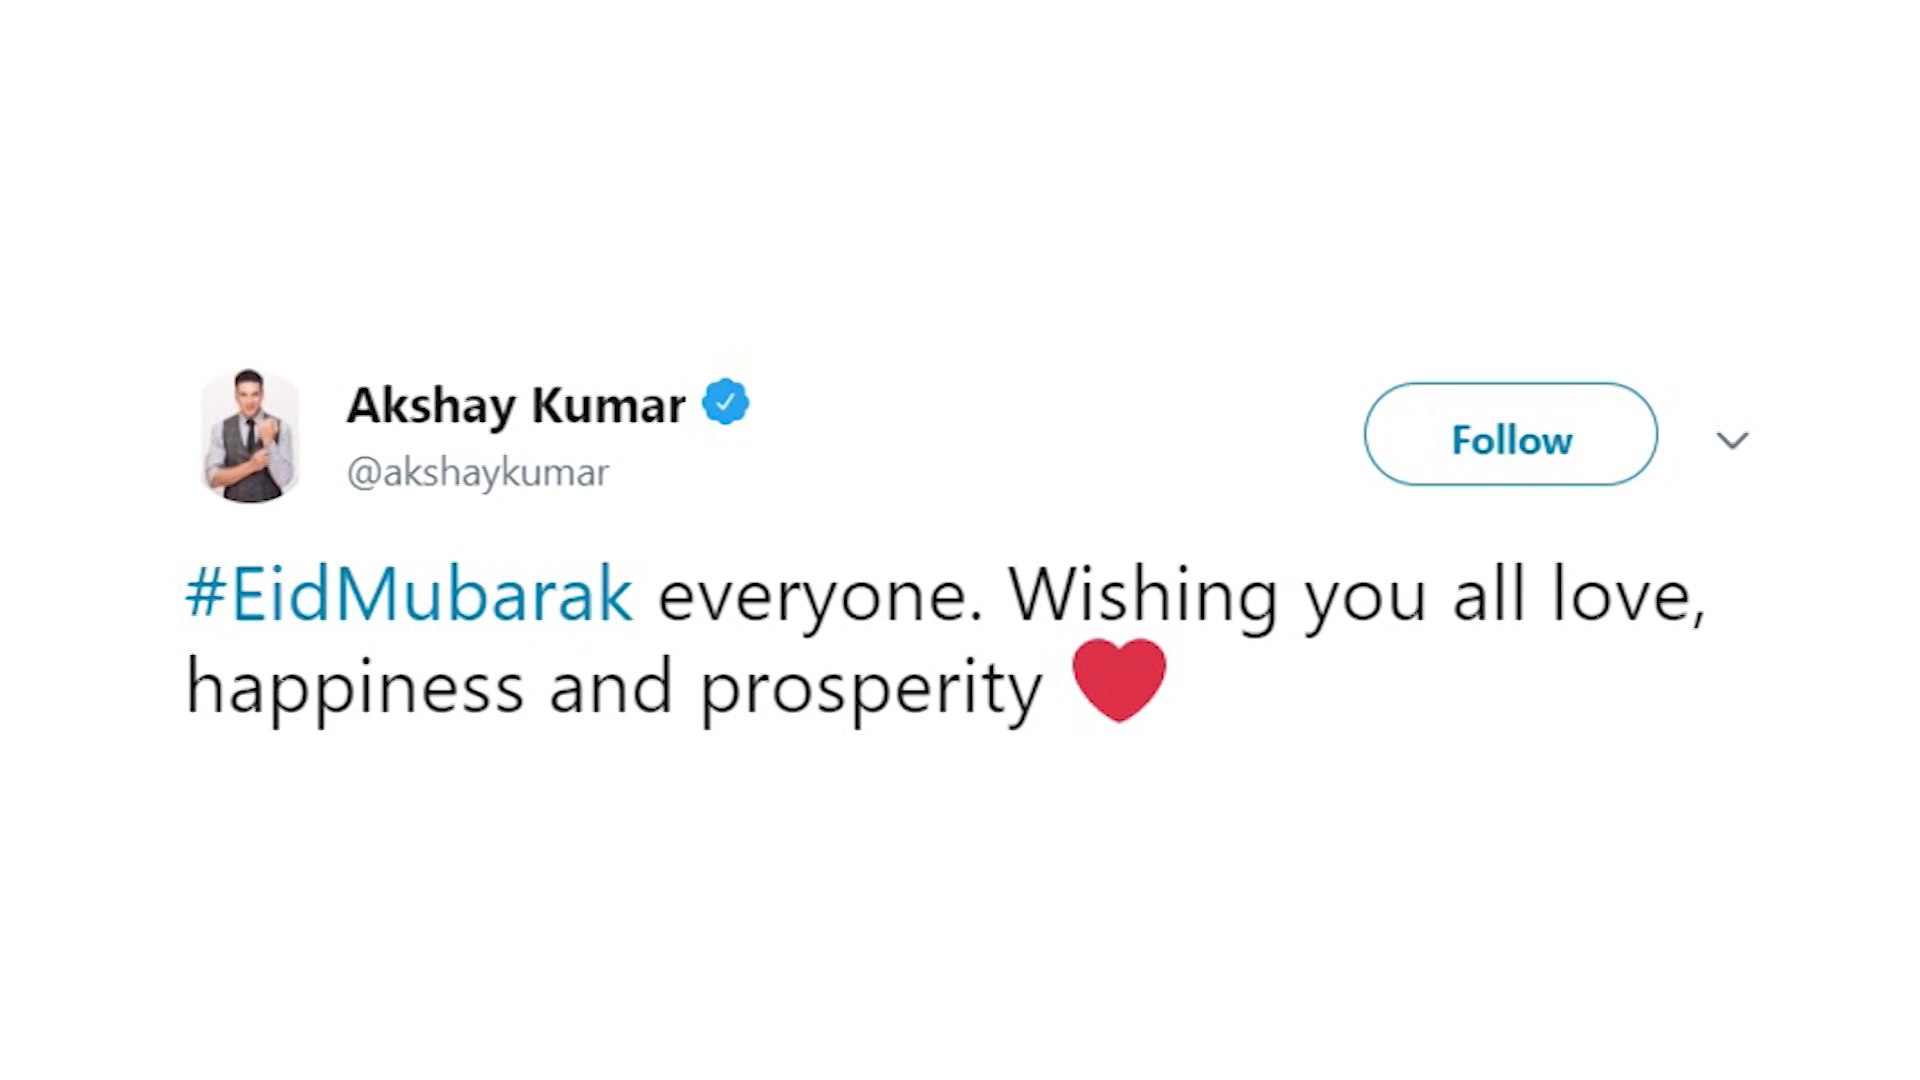 Akshay Kumar
@akshaykumar
Follow
#EidMubarak everyone. Wishing you all love,
happiness and prosperity ❤